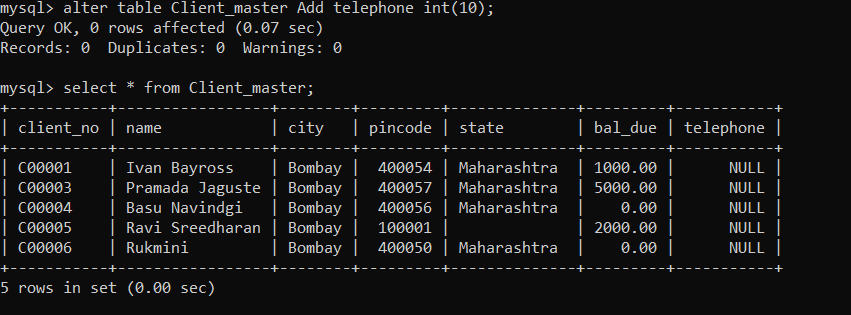 mysql> alter table Client_master Add telephone int(10);
Query OK, 0 rows affected (0.07 sec)
Records: 0  Duplicates: 0  Warnings: 0

mysql> select * from Client_master;
+-----------+-----------------+--------+---------+-------------+---------+-----------+
| client_no | name            | city   | pincode | state       | bal_due | telephone |
+-----------+-----------------+--------+---------+-------------+---------+-----------+
| C00001    | Ivan Bayross    | Bombay |  400054 | Maharashtra | 1000.00 |      NULL |
| C00003    | Pramada Jaguste | Bombay |  400057 | Maharashtra | 5000.00 |      NULL |
| C00004    | Basu Navindgi   | Bombay |  400056 | Maharashtra |    0.00 |      NULL |
| C00005    | Ravi Sreedharan | Bombay |  100001 |             | 2000.00 |      NULL |
| C00006    | Rukmini         | Bombay |  400050 | Maharashtra |    0.00 |      NULL |
+-----------+-----------------+--------+---------+-------------+---------+-----------+
5 rows in set (0.00 sec)